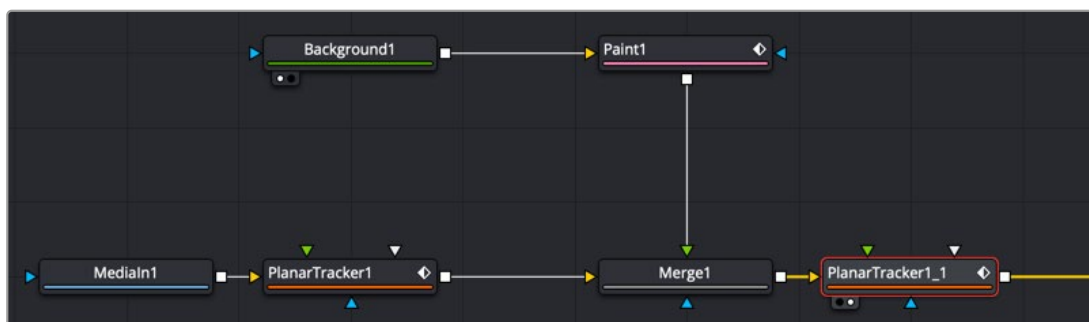 Background1
Paint1
MediaIn1
PlanarTracker1
Merge1
PlanarTracker1_1